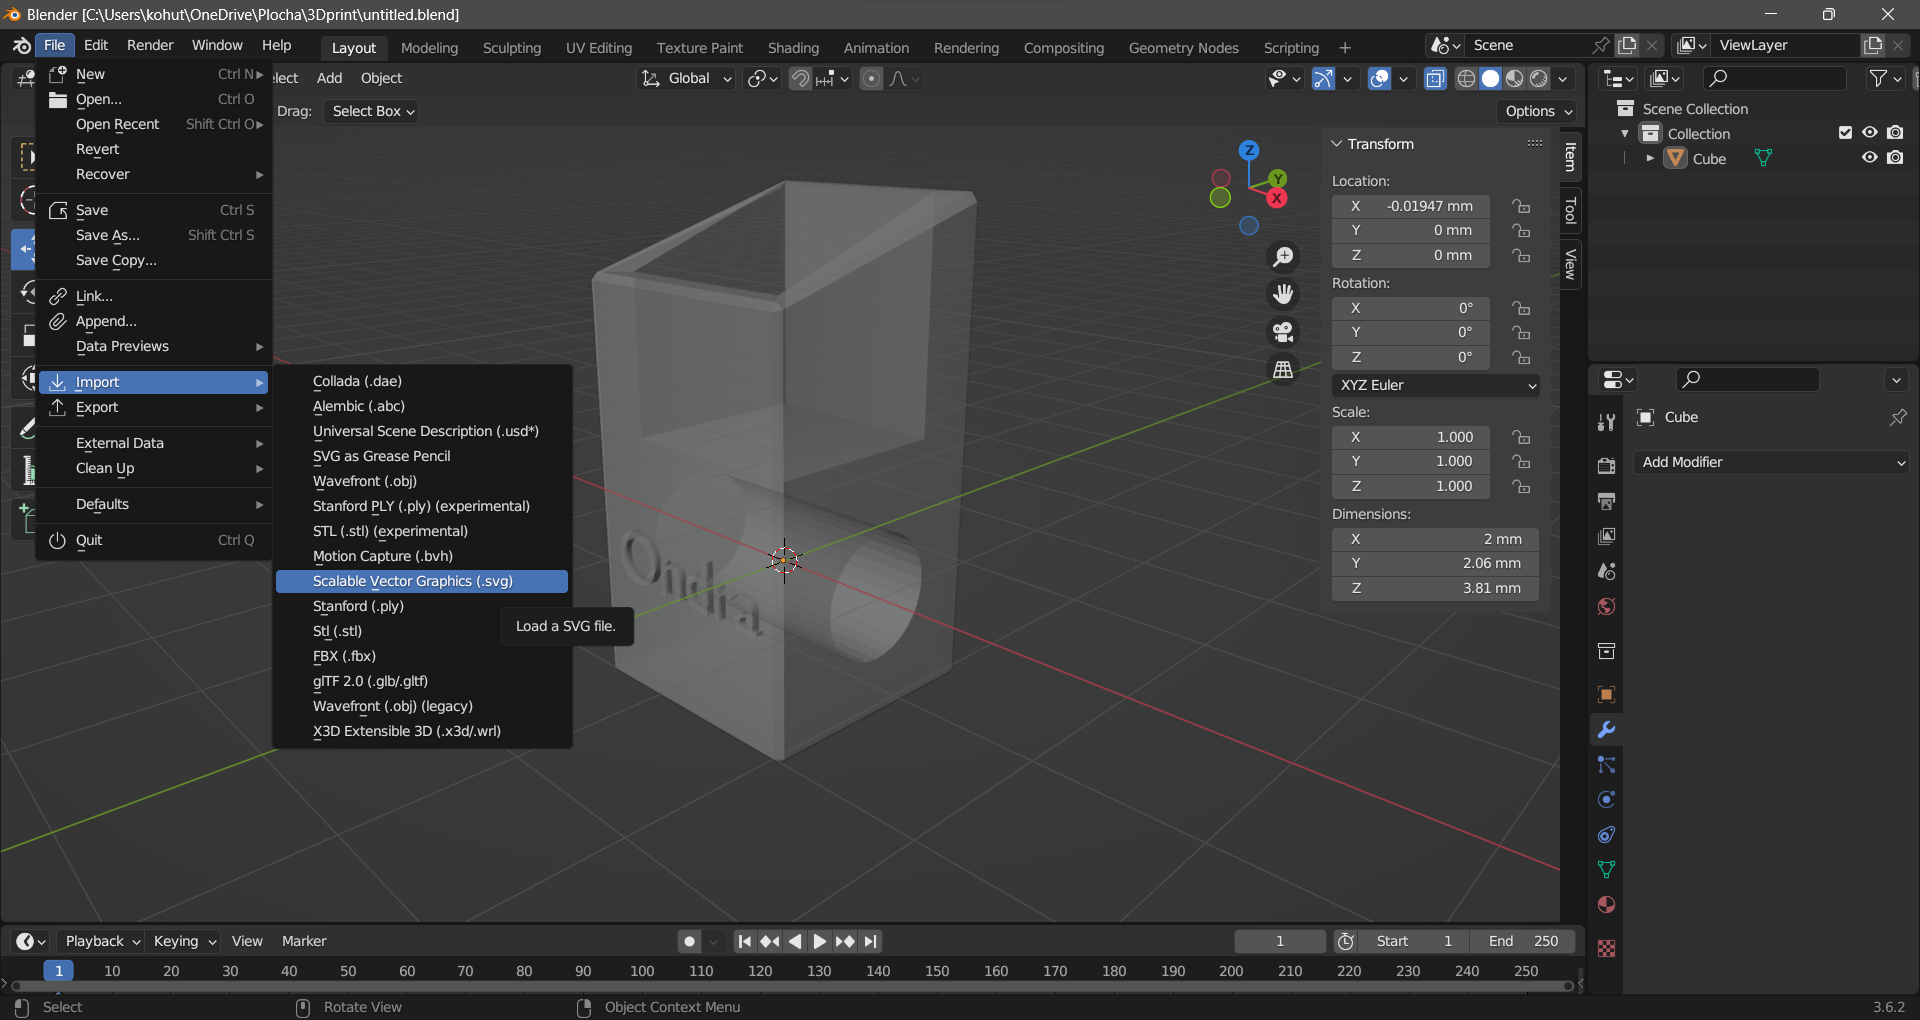 Blender [C:\Users\kohut\OneDrive\Plocha\3Dprint\untitled.blend]
File Edit Render Window Help
Layout Modeling Sculpting UV Editing Texture Paint Shading Animation Rendering Compositing Geometry Nodes Scripting +
Scene
ViewLayer
New Ctrl N
Open... Ctrl O
Open Recent Shift Ctrl O
Revert
Recover
Save Ctrl S
Save As... Shift Ctrl S
Save Copy...
Link...
Append...
Data Previews
Import
Export
External Data
Clean Up
Defaults
Quit Ctrl Q
lect Add Object
Global
Drag: Select Box
Options
Collada (.dae)
Alembic (.abc)
Universal Scene Description (.usd*)
SVG as Grease Pencil
Wavefront (.obj)
Stanford PLY (.ply) (experimental)
STL (.stl) (experimental)
Motion Capture (.bvh)
Scalable Vector Graphics (.svg)
Stanford (.ply)
Stl (.stl)
FBX (.fbx)
glTF 2.0 (.glb/.gltf)
Wavefront (.obj) (legacy)
X3D Extensible 3D (.x3d/.wrl)
Load a SVG file.
Ondra
Z
Y
X
Transform
Location:
X -0.01947 mm
Y 0 mm
Z 0 mm
Rotation:
X 0°
Y 0°
Z 0°
XYZ Euler
Scale:
X 1.000
Y 1.000
Z 1.000
Dimensions:
X 2 mm
Y 2.06 mm
Z 3.81 mm
Item
Tool
View
Scene Collection
Collection
Cube
Cube
Add Modifier
Playback Keying View Marker
1
Start 1 End 250
1 10 20 30 40 50 60 70 80 90 100 110 120 130 140 150 160 170 180 190 200 210 220 230 240 250
Select Rotate View Object Context Menu 3.6.2